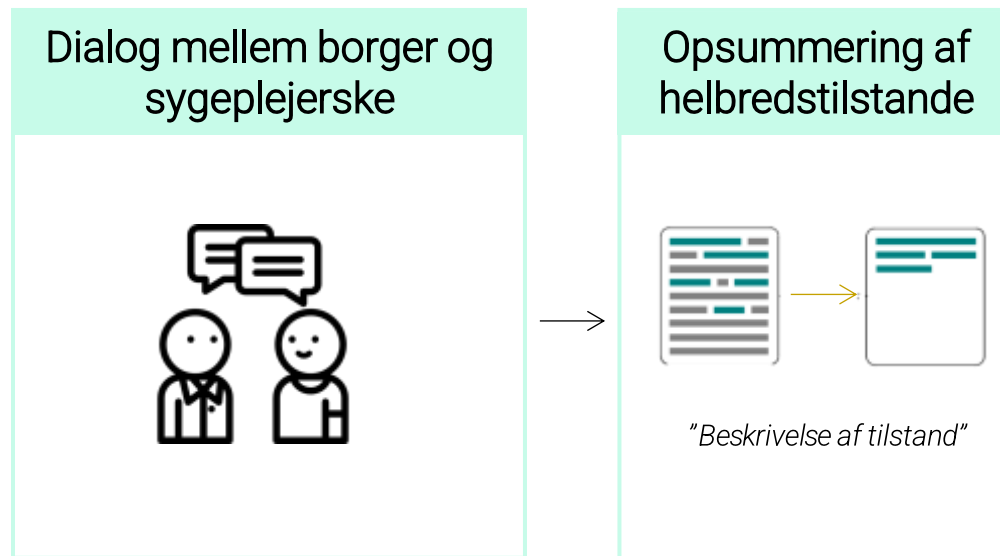 Dialog mellem borger og
sygeplejerske
Opsummering af
helbredstilstande
"Beskrivelse af tilstand"